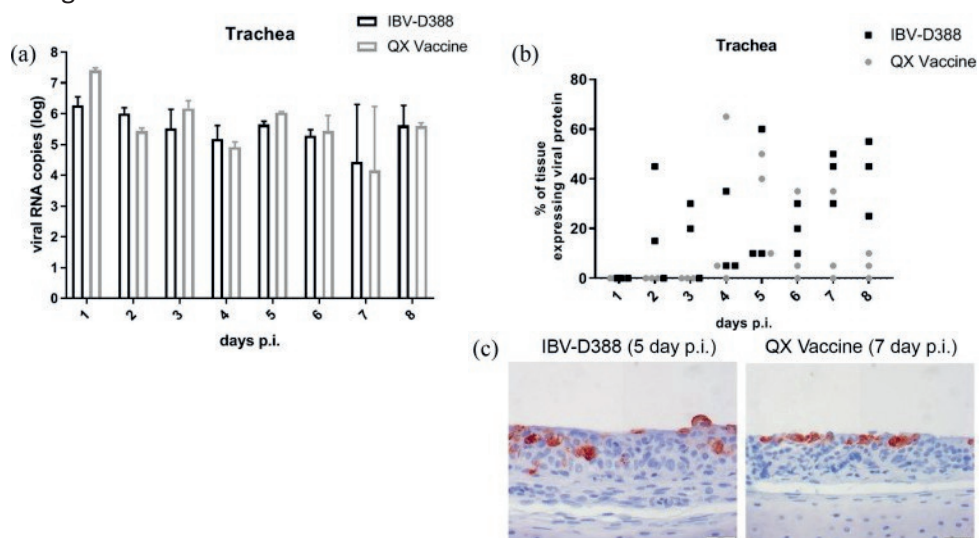 (a)
Trachea
IBV-D388
QX Vaccine
viral RNA copies (log)
8
7
6
5
4
3
2
1
0
1 2 3 4 5 6 7 8
days p.i.
(b)
Trachea
IBV-D388
QX Vaccine
% of tissue
expressing viral protein
80
60
40
20
0
1 2 3 4 5 6 7 8
days p.i.
(c)
IBV-D388 (5 day p.i.)
QX Vaccine (7 day p.i.)